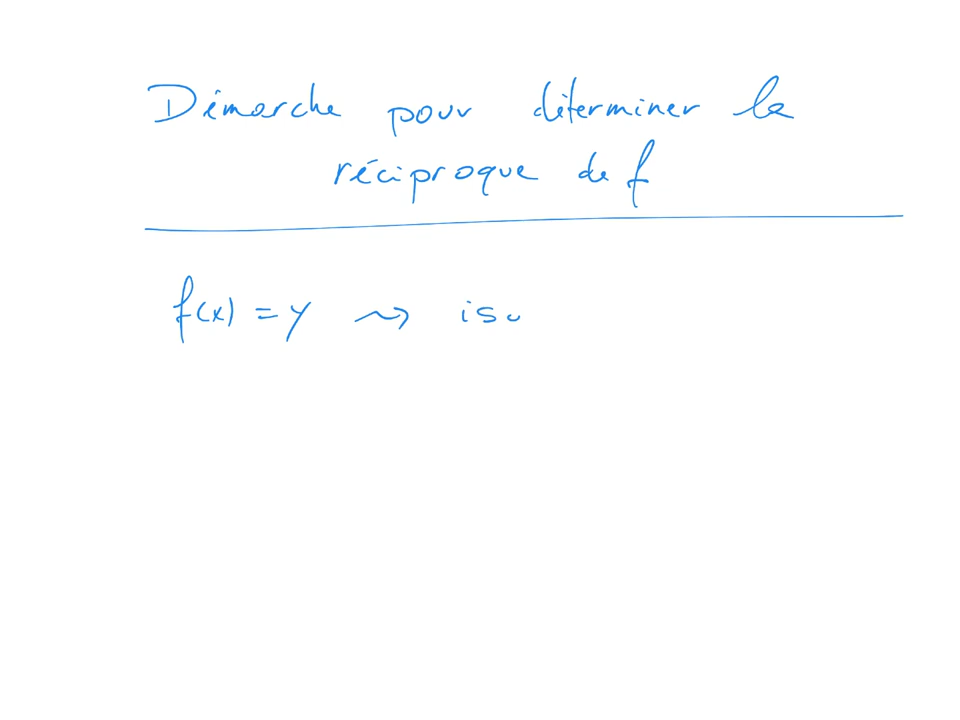 Démarche pour déterminer la
réciproque de f
f(x) = y ⇝ iso